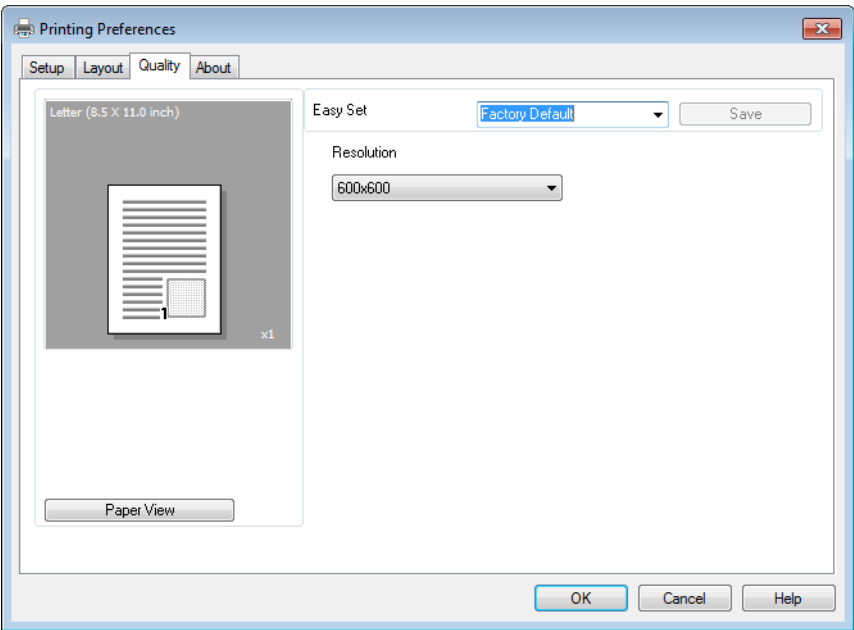 Printing Preferences
Setup Layout Quality About
Letter (8.5 X 11.0 inch)
1
x1
Paper View
Easy Set Factory Default Save
Resolution
600x600
OK Cancel Help